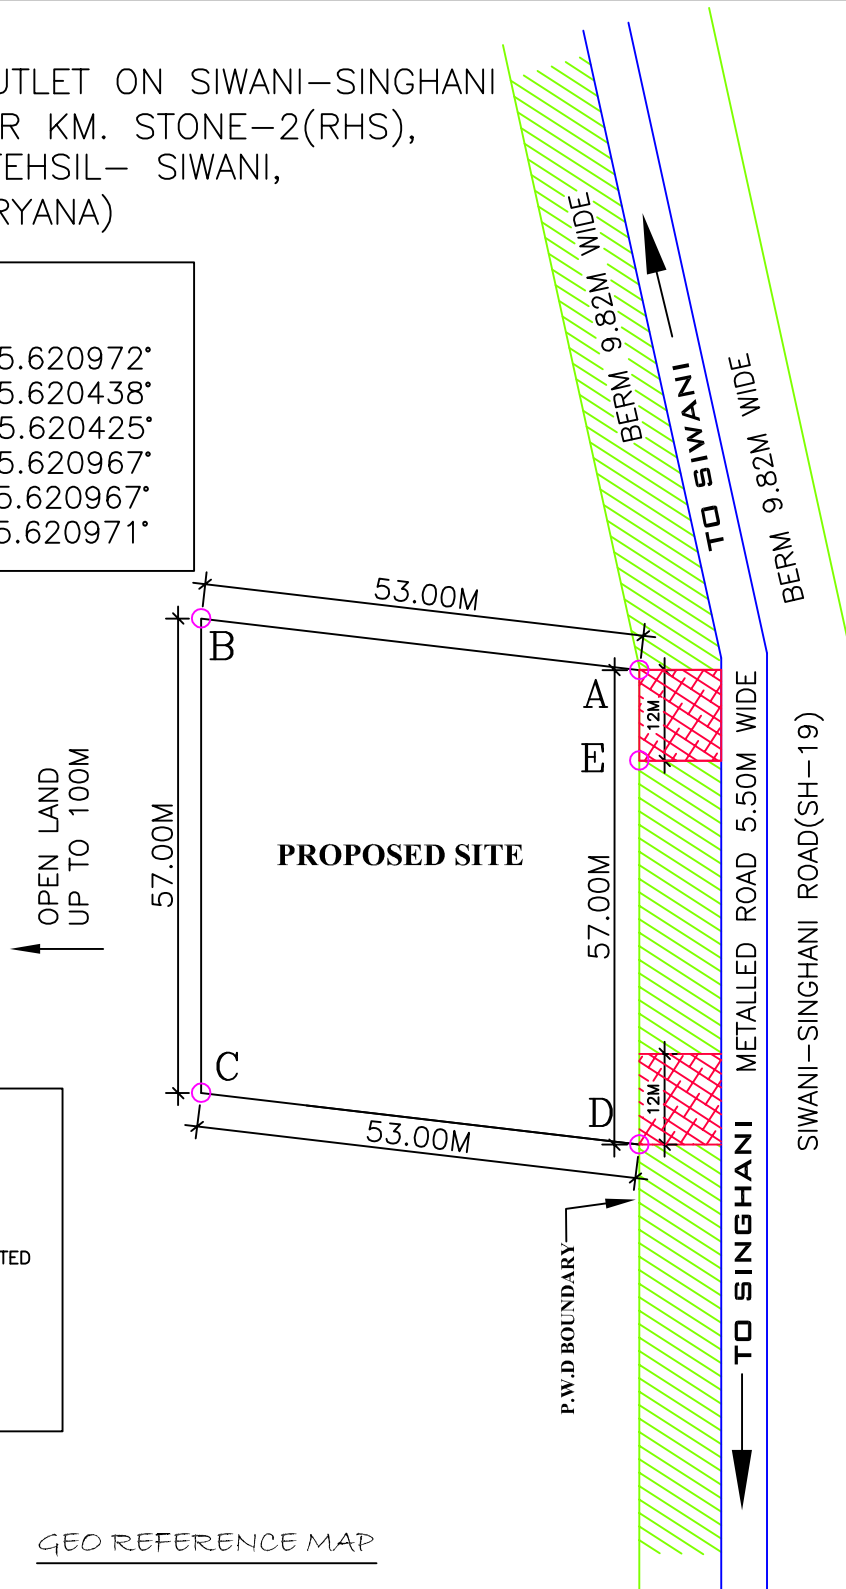 UTLET ON SIWANI-SINGHANI
R KM. STONE-2(RHS),
TEHSIL- SIWANI,
RYANA)
5.620972°
5.620438°
5.620425°
5.620967°
5.620967°
5.620971°
BERM 9.82M WIDE
TO SIWANI
BERM 9.82M WIDE
53.00M
B
A
12M
E
OPEN LAND
UP TO 100M
57.00M
PROPOSED SITE
57.00M
METALLED ROAD 5.50M WIDE
SIWANI-SINGHANI ROAD(SH-19)
C
D
12M
53.00M
TO SINGHANI
P.W.D BOUNDARY
TED
GEO REFERENCE MAP